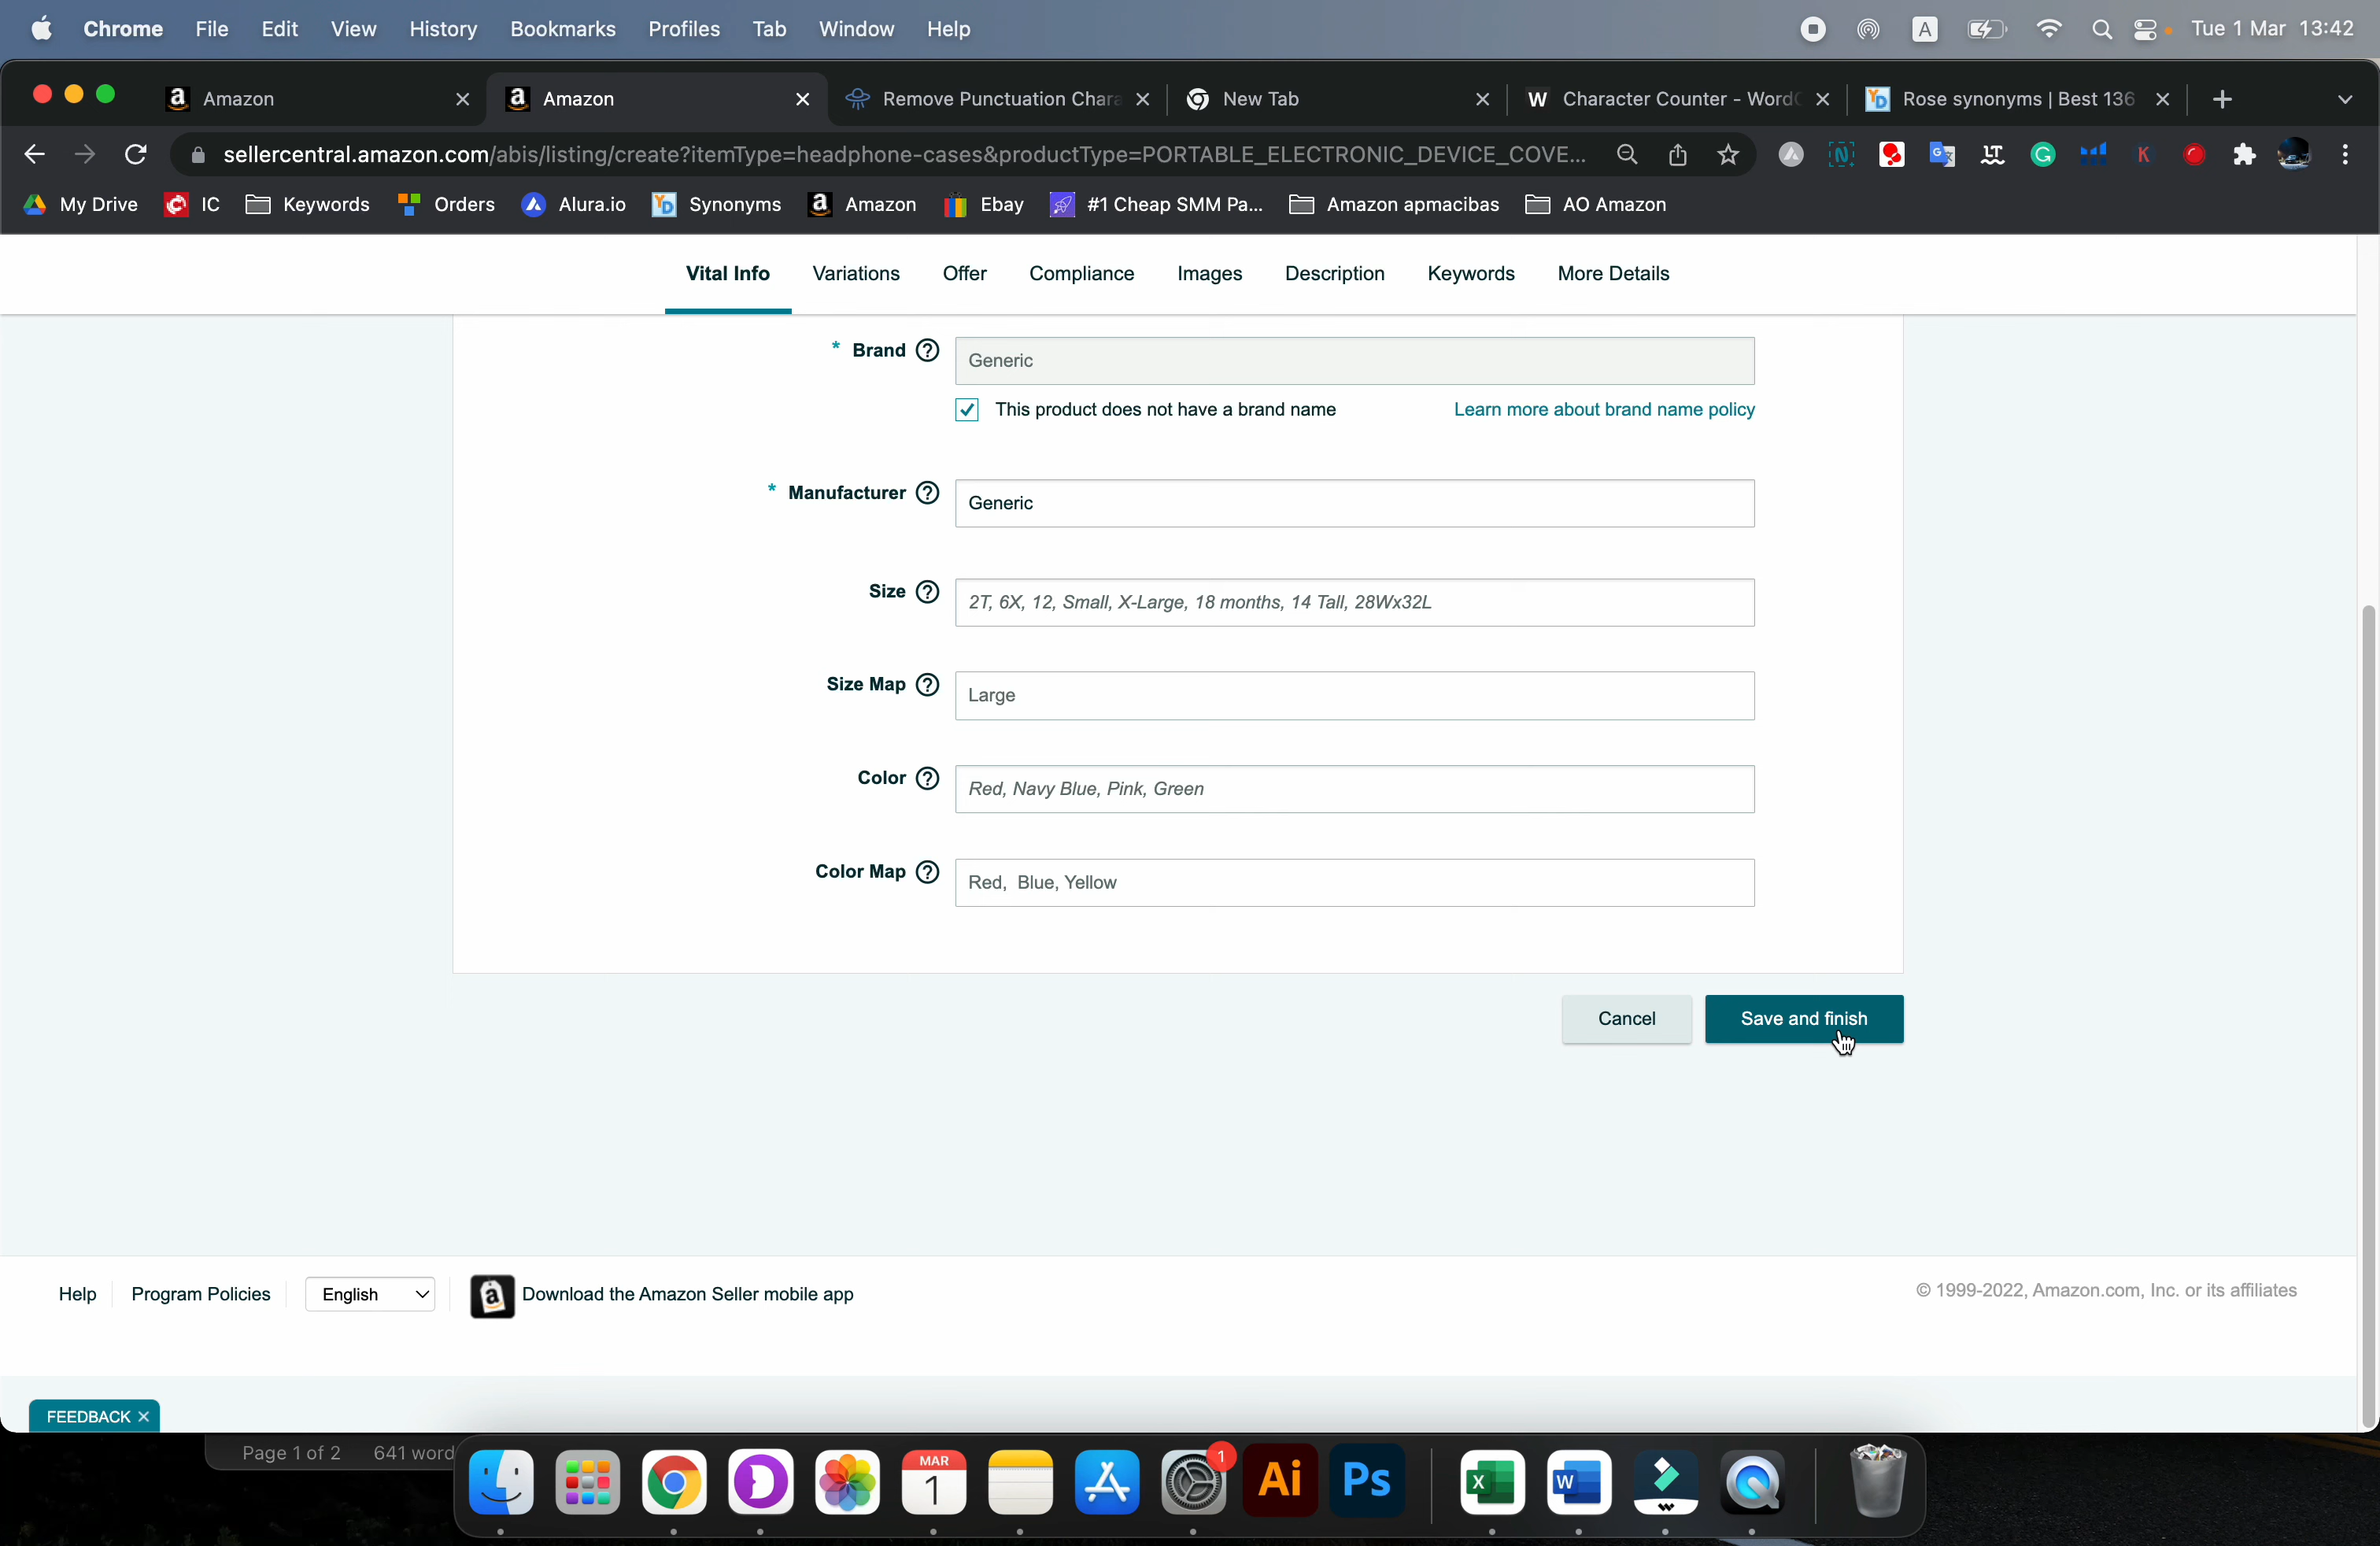 Chrome File Edit View History Bookmarks Profiles Tab Window Help A Tue 1 Mar 13:42
Amazon Amazon Remove Punctuation Chara New Tab W Character Counter - Word Rose synonyms | Best 136
sellercentral.amazon.com/abis/listing/create?itemType=headphone-cases&productType=PORTABLE_ELECTRONIC_DEVICE_COVE...
My Drive IC Keywords Orders Alura.io Synonyms Amazon Ebay #1 Cheap SMM Pa... Amazon apmacibas AO Amazon
Vital Info Variations Offer Compliance Images Description Keywords More Details
* Brand ? Generic
This product does not have a brand name Learn more about brand name policy
* Manufacturer ? Generic
Size ? 2T, 6X, 12, Small, X-Large, 18 months, 14 Tall, 28Wx32L
Size Map ? Large
Color ? Red, Navy Blue, Pink, Green
Color Map ? Red, Blue, Yellow
Cancel Save and finish
Help Program Policies English Download the Amazon Seller mobile app © 1999-2022, Amazon.com, Inc. or its affiliates
FEEDBACK
Page 1 of 2 641 word
MAR
1
1
Ai Ps X W